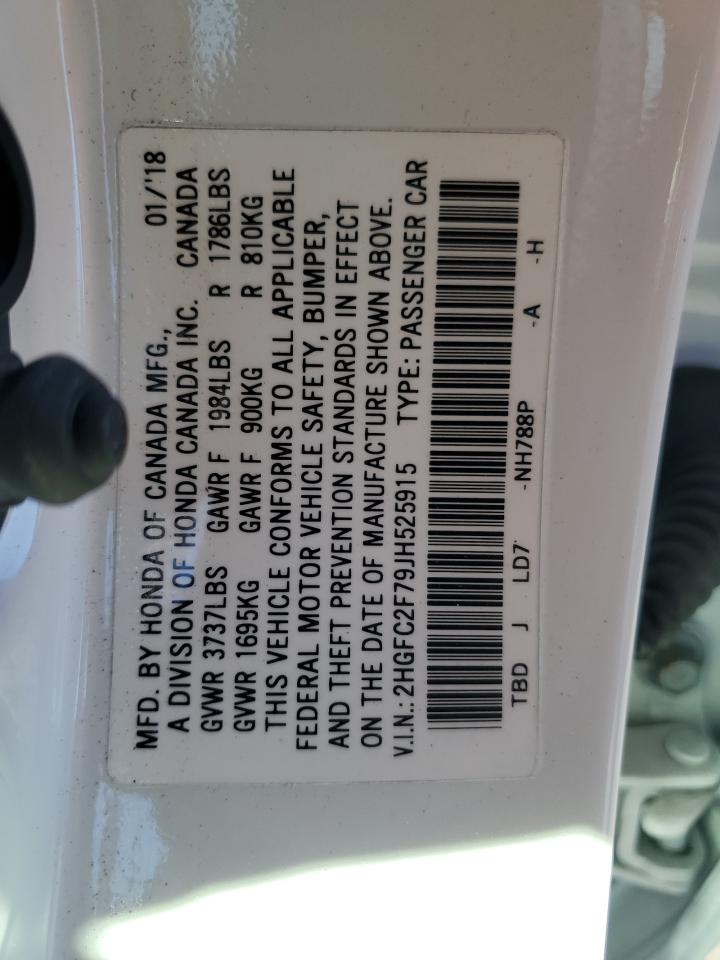 MFD. BY HONDA OF CANADA MFG., 01/'18
A DIVISION OF HONDA CANADA INC. CANADA
GVWR 3737LBS GAWR F 1984LBS R 1786LBS
GVWR 1695KG GAWR F 900KG R 810KG
THIS VEHICLE CONFORMS TO ALL APPLICABLE
FEDERAL MOTOR VEHICLE SAFETY, BUMPER,
AND THEFT PREVENTION STANDARDS IN EFFECT
ON THE DATE OF MANUFACTURE SHOWN ABOVE.
V.I.N.: 2HGFC2F79JH525915 TYPE: PASSENGER CAR
TBD J LD7 -NH788P -A -H